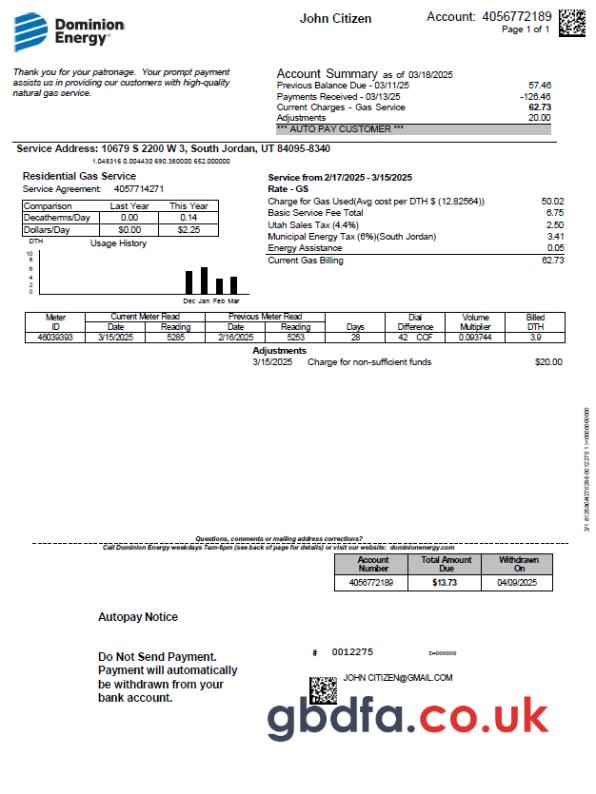 Dominion
Energy®
John Citizen
Account: 4056772189
Page 1 of 1
Thank you for your patronage. Your prompt payment
assists us in providing our customers with high-quality
natural gas service.
Account Summary as of 03/18/2025
Previous Balance Due - 03/11/25 57.46
Payments Received - 03/13/25 -126.46
Current Charges - Gas Service 62.73
Adjustments 20.00
*** AUTO PAY CUSTOMER ***
Service Address: 10679 S 2200 W 3, South Jordan, UT 84095-8340
1.048316 0.004430 690.380000 652.000000
Residential Gas Service
Service Agreement: 4057714271
Comparison Last Year This Year
Decatherms/Day 0.00 0.14
Dollars/Day $0.00 $2.25
Service from 2/17/2025 - 3/15/2025
Rate - GS
Charge for Gas Used(Avg cost per DTH $ (12.82564)) 50.02
Basic Service Fee Total 6.75
Utah Sales Tax (4.4%) 2.50
Municipal Energy Tax (6%)(South Jordan) 3.41
Energy Assistance 0.05
Current Gas Billing 62.73
DTH Usage History
10
8
6
4
2
0
Dec Jan Feb Mar
Meter ID Current Meter Read Date Reading Previous Meter Read Date Reading Days Dial Difference Volume Multiplier Billed DTH
46039393 3/15/2025 5285 2/16/2025 5253 28 42 CCF 0.093744 3.9
Adjustments
3/15/2025 Charge for non-sufficient funds $20.00
Questions, comments or mailing address corrections?
Call Dominion Energy weekdays 7am-6pm (see back of page for details) or visit our website: dominionenergy.com
Account Number Total Amount Due Withdrawn On
4056772189 $13.73 04/09/2025
Autopay Notice
Do Not Send Payment.
Payment will automatically
be withdrawn from your
bank account.
# 0012275
JOHN CITIZEN@GMAIL.COM
gbdfa.co.uk